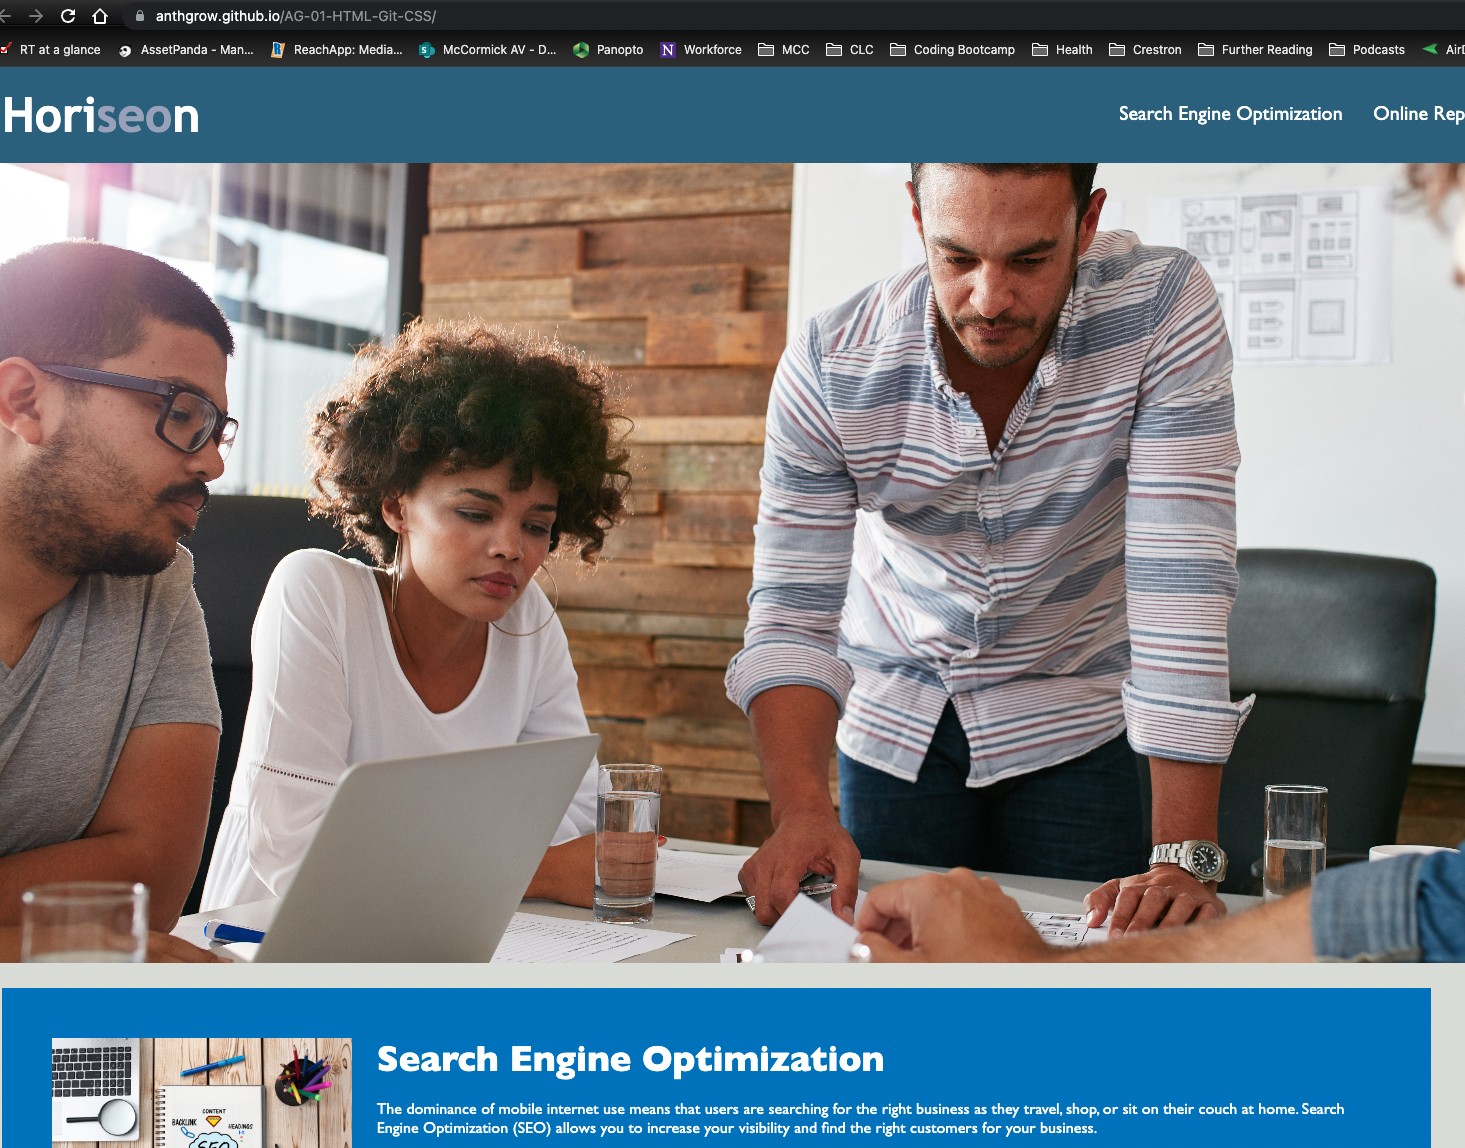 anthgrow.github.io/AG-01-HTML-Git-CSS/
RT at a glance
AssetPanda - Man...
ReachApp: Media...
McCormick AV - D...
Panopto
N Workforce
MCC
CLC
Coding Bootcamp
Health
Crestron
Further Reading
Podcasts
AirD
Horiseon
Search Engine Optimization
Online Rep
Search Engine Optimization
The dominance of mobile internet use means that users are searching for the right business as they travel, shop, or sit on their couch at home. Search
Engine Optimization (SEO) allows you to increase your visibility and find the right customers for your business.
CONTENT
BACKLINK
HEADINGS
SEO